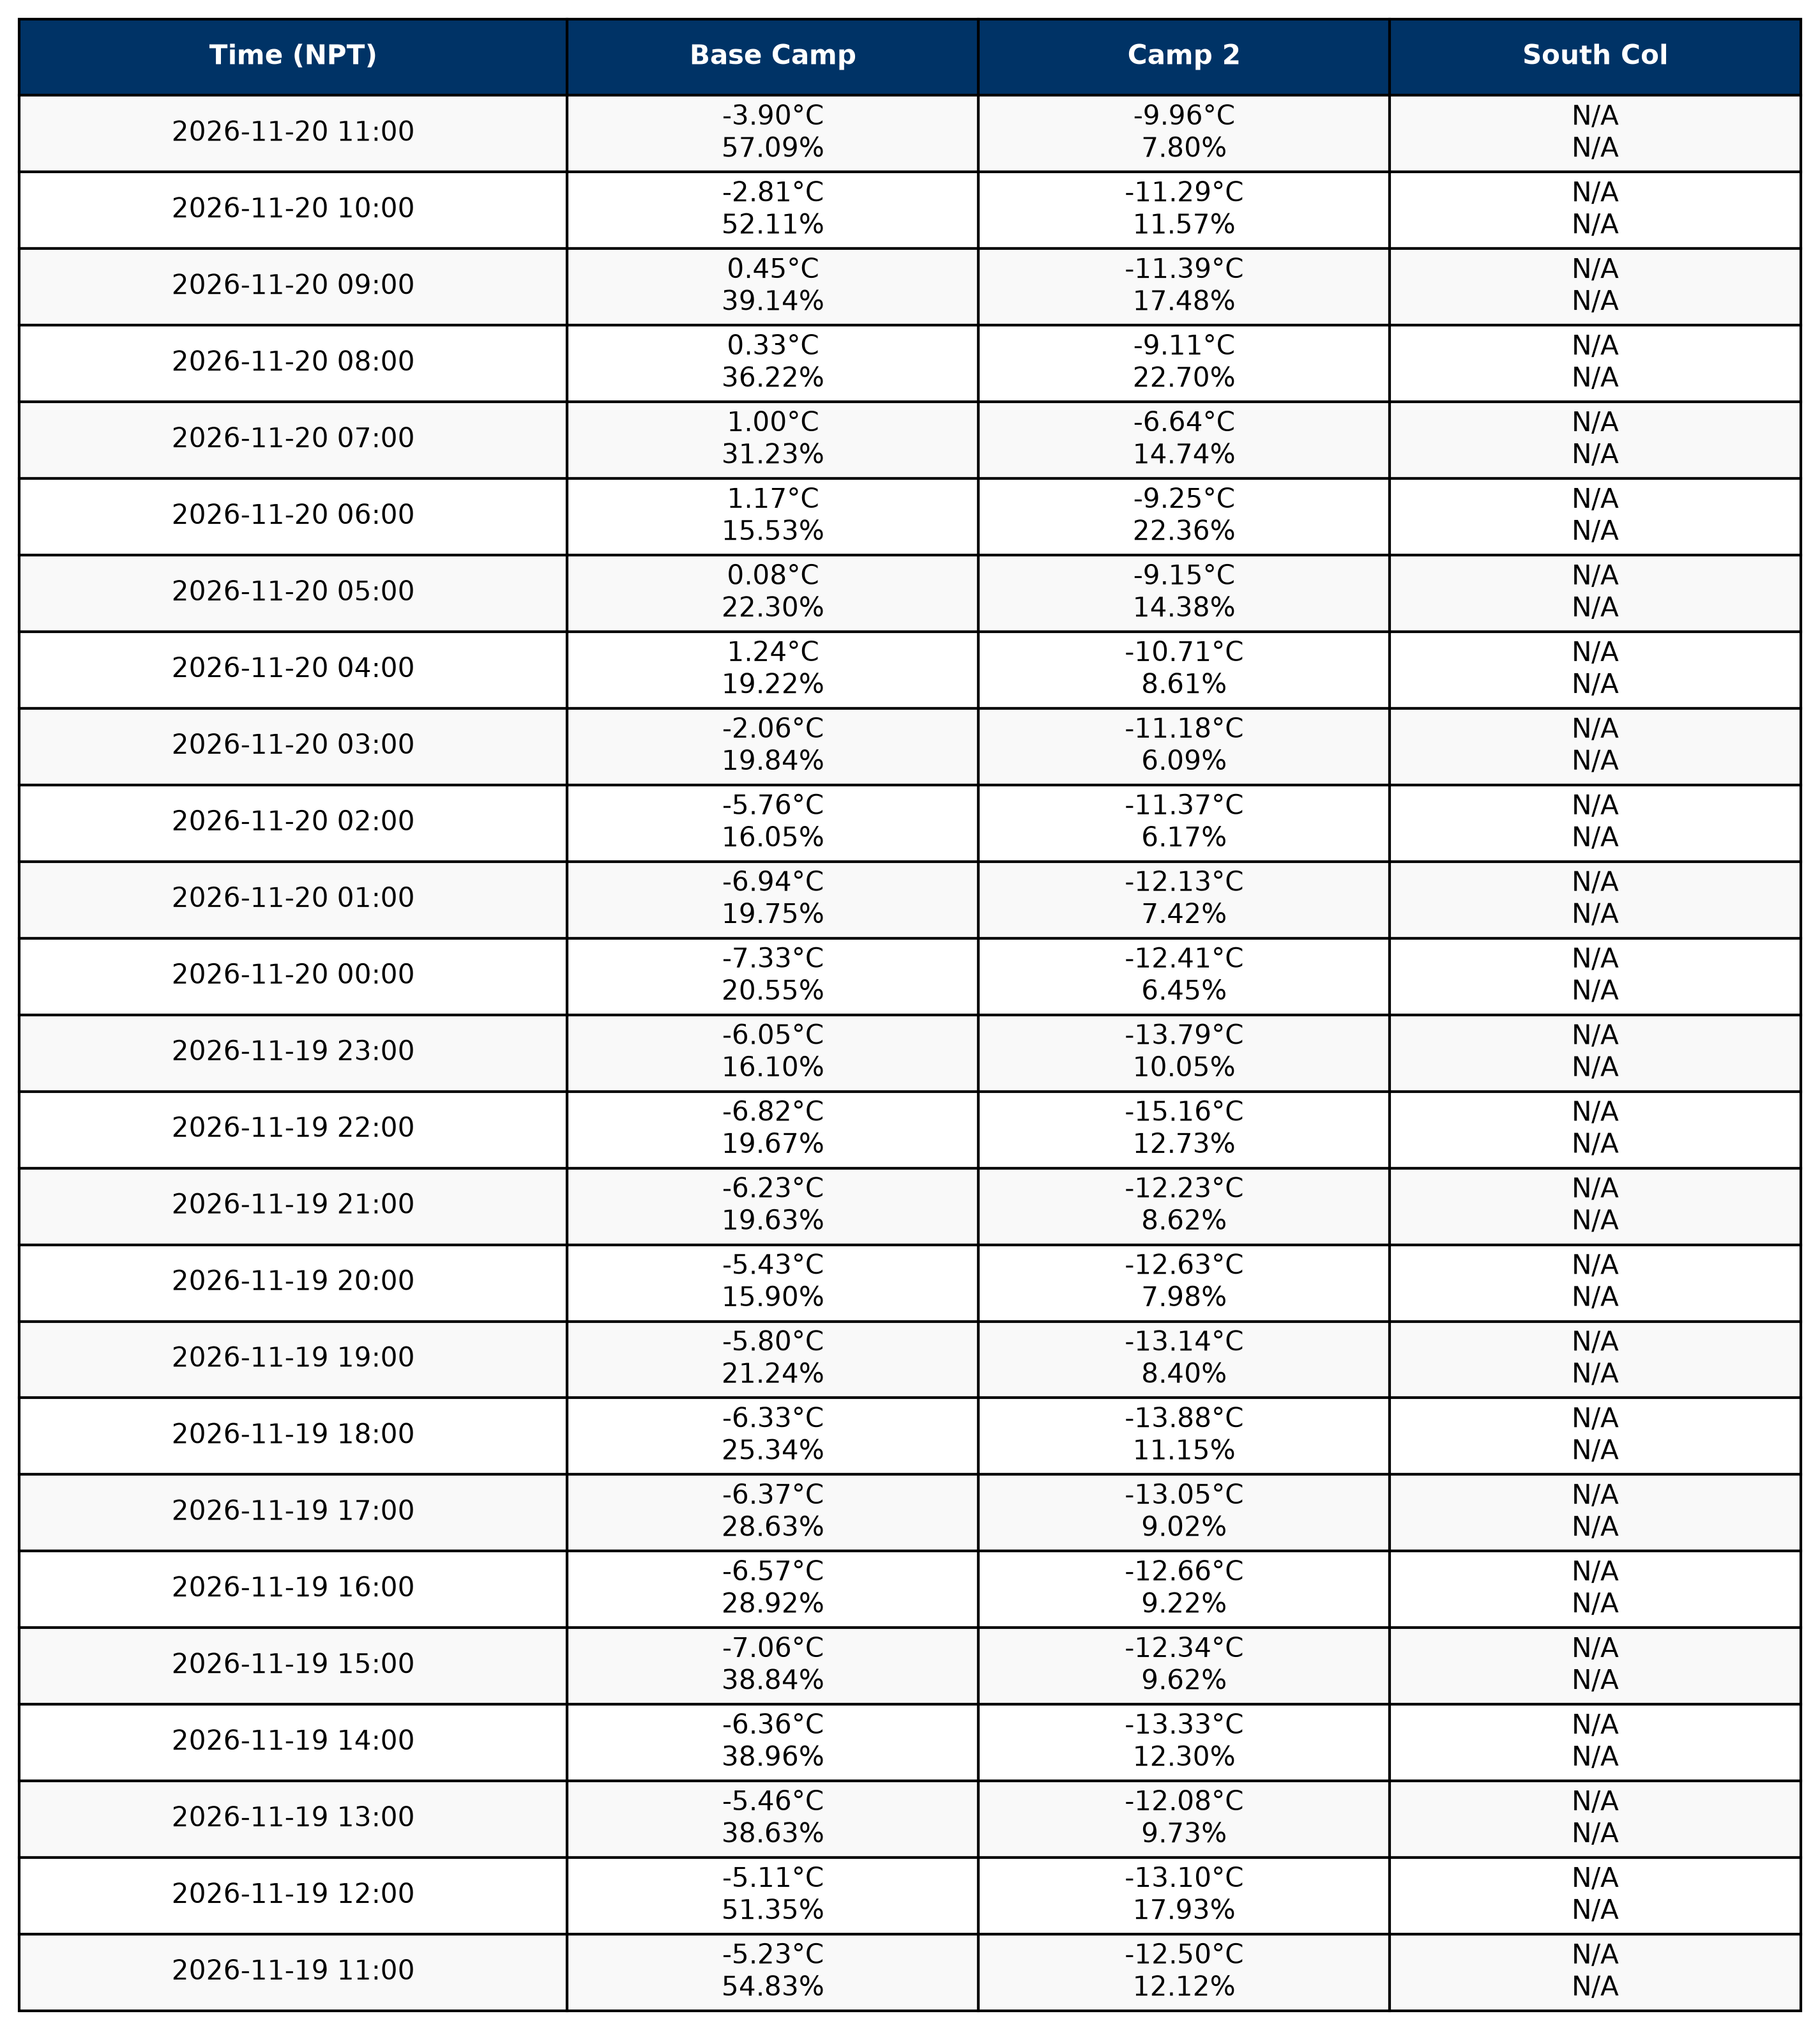 Time (NPT) Base Camp Camp 2 South Col
2026-11-20 11:00 -3.90°C -9.96°C N/A
57.09% 7.80% N/A
2026-11-20 10:00 -2.81°C -11.29°C N/A
52.11% 11.57% N/A
2026-11-20 09:00 0.45°C -11.39°C N/A
39.14% 17.48% N/A
2026-11-20 08:00 0.33°C -9.11°C N/A
36.22% 22.70% N/A
2026-11-20 07:00 1.00°C -6.64°C N/A
31.23% 14.74% N/A
2026-11-20 06:00 1.17°C -9.25°C N/A
15.53% 22.36% N/A
2026-11-20 05:00 0.08°C -9.15°C N/A
22.30% 14.38% N/A
2026-11-20 04:00 1.24°C -10.71°C N/A
19.22% 8.61% N/A
2026-11-20 03:00 -2.06°C -11.18°C N/A
19.84% 6.09% N/A
2026-11-20 02:00 -5.76°C -11.37°C N/A
16.05% 6.17% N/A
2026-11-20 01:00 -6.94°C -12.13°C N/A
19.75% 7.42% N/A
2026-11-20 00:00 -7.33°C -12.41°C N/A
20.55% 6.45% N/A
2026-11-19 23:00 -6.05°C -13.79°C N/A
16.10% 10.05% N/A
2026-11-19 22:00 -6.82°C -15.16°C N/A
19.67% 12.73% N/A
2026-11-19 21:00 -6.23°C -12.23°C N/A
19.63% 8.62% N/A
2026-11-19 20:00 -5.43°C -12.63°C N/A
15.90% 7.98% N/A
2026-11-19 19:00 -5.80°C -13.14°C N/A
21.24% 8.40% N/A
2026-11-19 18:00 -6.33°C -13.88°C N/A
25.34% 11.15% N/A
2026-11-19 17:00 -6.37°C -13.05°C N/A
28.63% 9.02% N/A
2026-11-19 16:00 -6.57°C -12.66°C N/A
28.92% 9.22% N/A
2026-11-19 15:00 -7.06°C -12.34°C N/A
38.84% 9.62% N/A
2026-11-19 14:00 -6.36°C -13.33°C N/A
38.96% 12.30% N/A
2026-11-19 13:00 -5.46°C -12.08°C N/A
38.63% 9.73% N/A
2026-11-19 12:00 -5.11°C -13.10°C N/A
51.35% 17.93% N/A
2026-11-19 11:00 -5.23°C -12.50°C N/A
54.83% 12.12% N/A